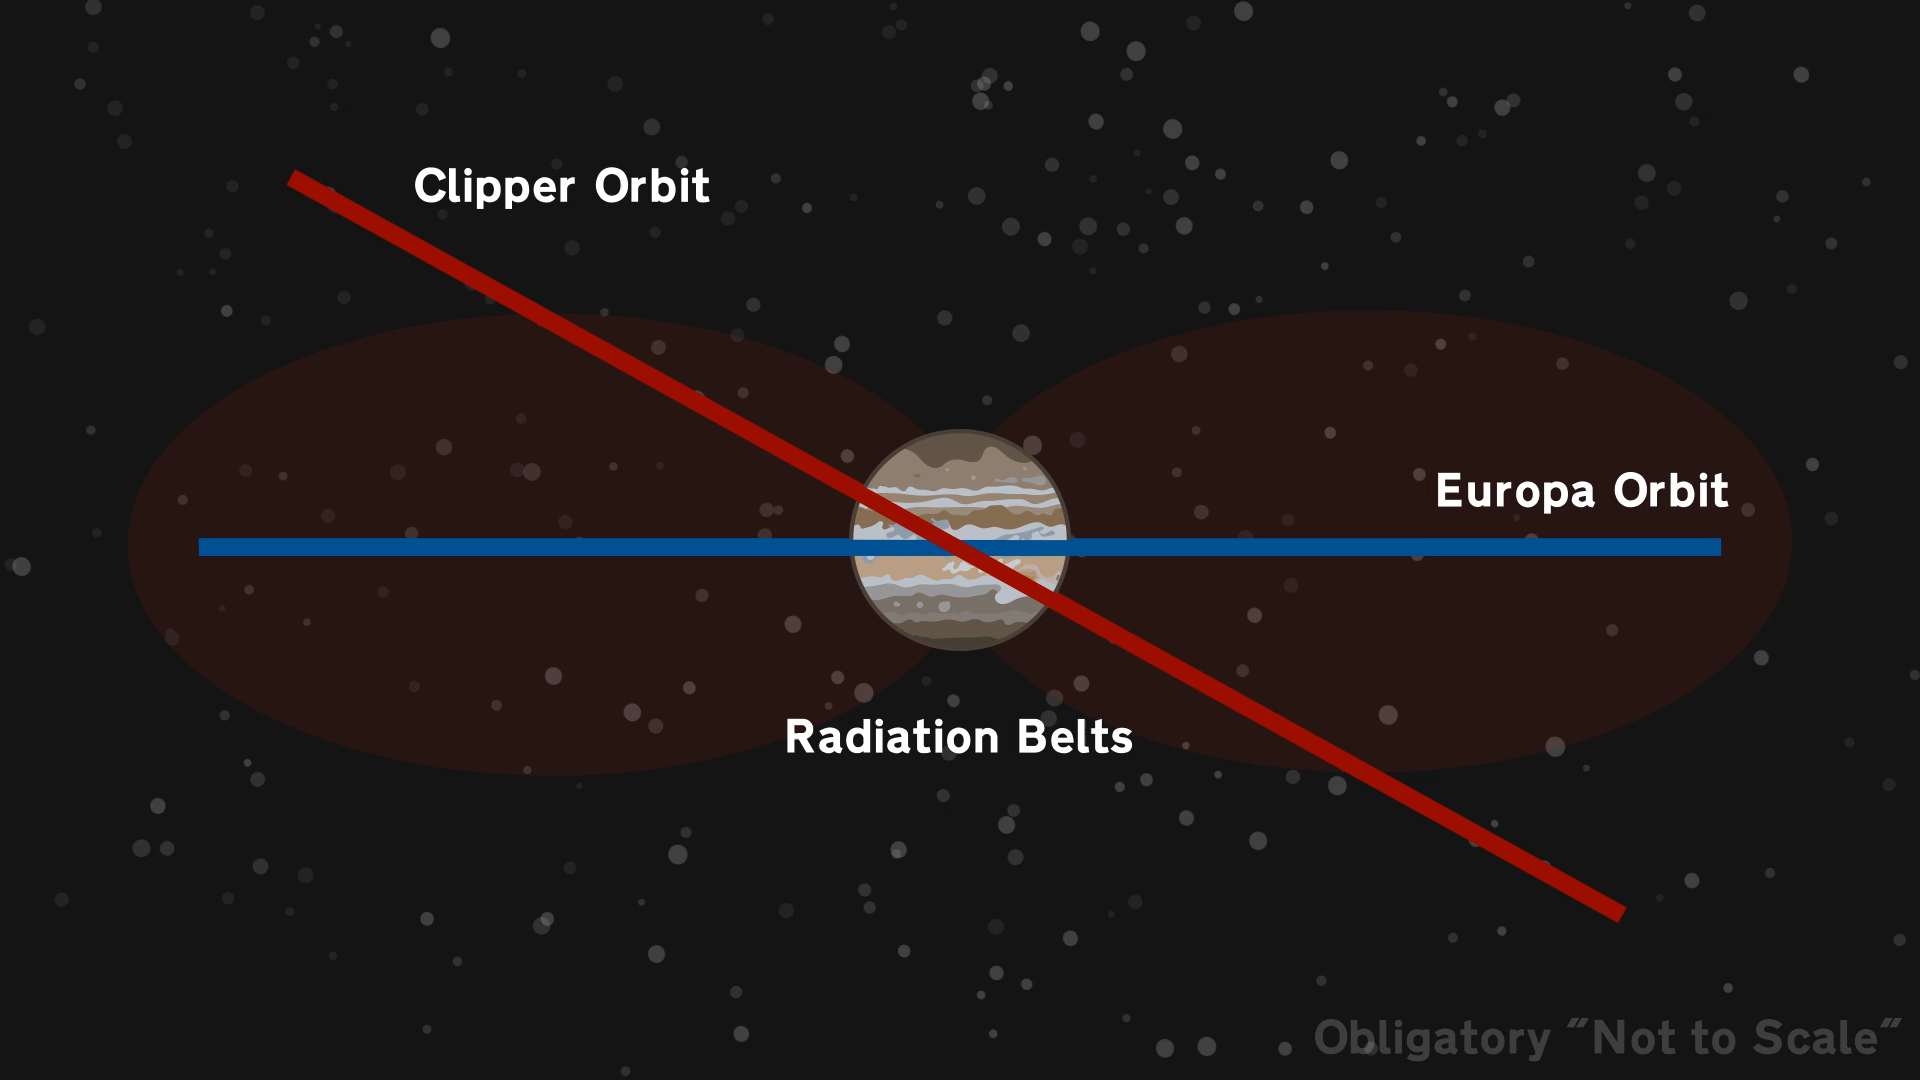 Clipper Orbit
Europa Orbit
Radiation Belts
Obligatory "Not to Scale"